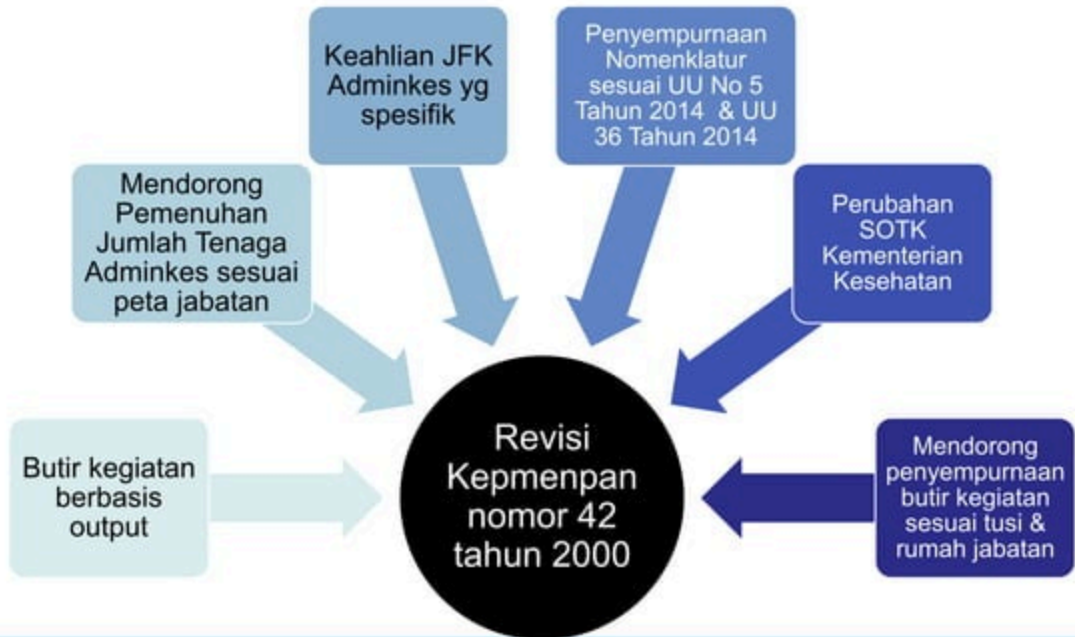 Butir kegiatan
berbasis
output
Mendorong
Pemenuhan
Jumlah Tenaga
Adminkes sesuai
peta jabatan
Keahlian JFK
Adminkes yg
spesifik
Penyempurnaan
Nomenklatur
sesuai UU No 5
Tahun 2014 & UU
36 Tahun 2014
Perubahan
SOTK
Kementerian
Kesehatan
Mendorong
penyempurnaan
butir kegiatan
sesuai tusi &
rumah jabatan
Revisi
Kepmenpan
nomor 42
tahun 2000